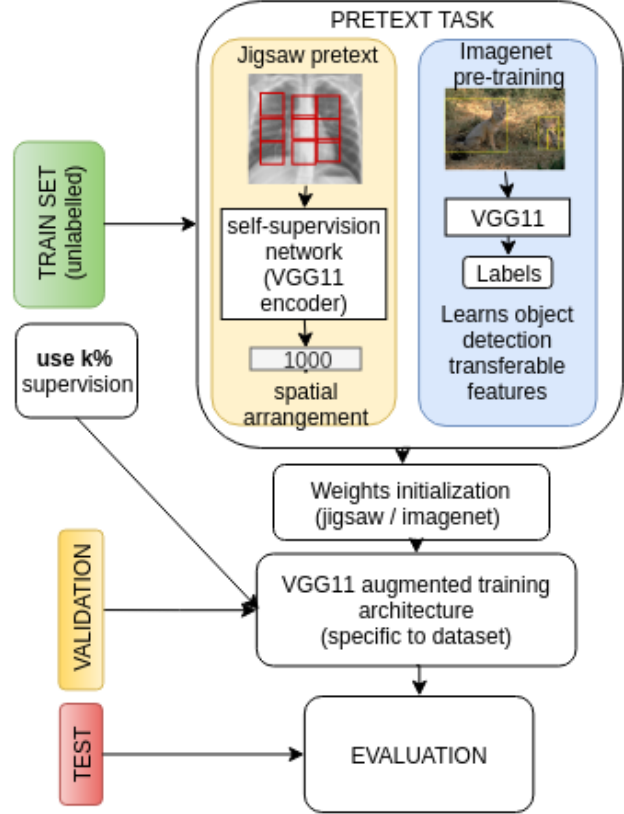 PRETEXT TASK
Jigsaw pretext
self-supervision
network
(VGG11
encoder)
1000
spatial
arrangement
Imagenet
pre-training
VGG11
Labels
Learns object
detection
transferable
features
TRAIN SET
(unlabelled)
use k%
supervision
Weights initialization
(jigsaw / imagenet)
VALIDATION
VGG11 augmented training
architecture
(specific to dataset)
TEST
EVALUATION